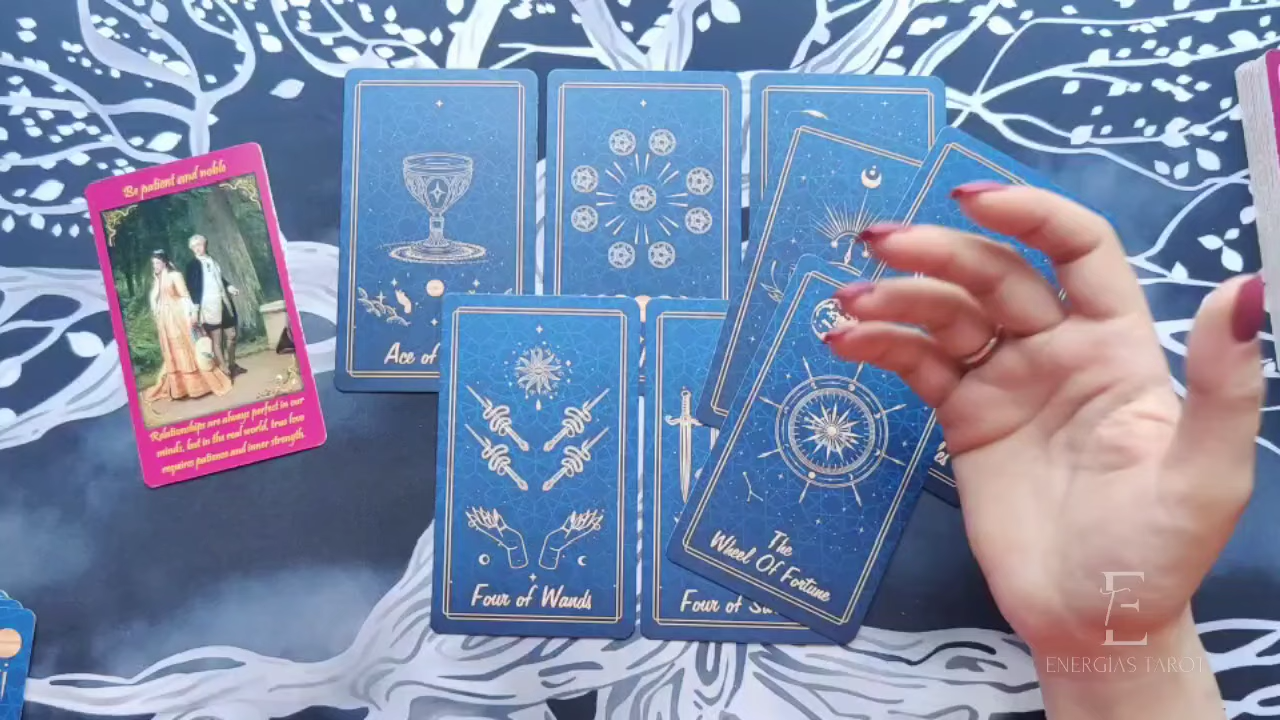 Be patient and noble
Relationships are always perfect in our
minds, but in the real world, true love
requires patience and inner strength.
Ace of
Four of Wands
Four of
The
Wheel Of Fortune
E
ENERGÍAS TAROT